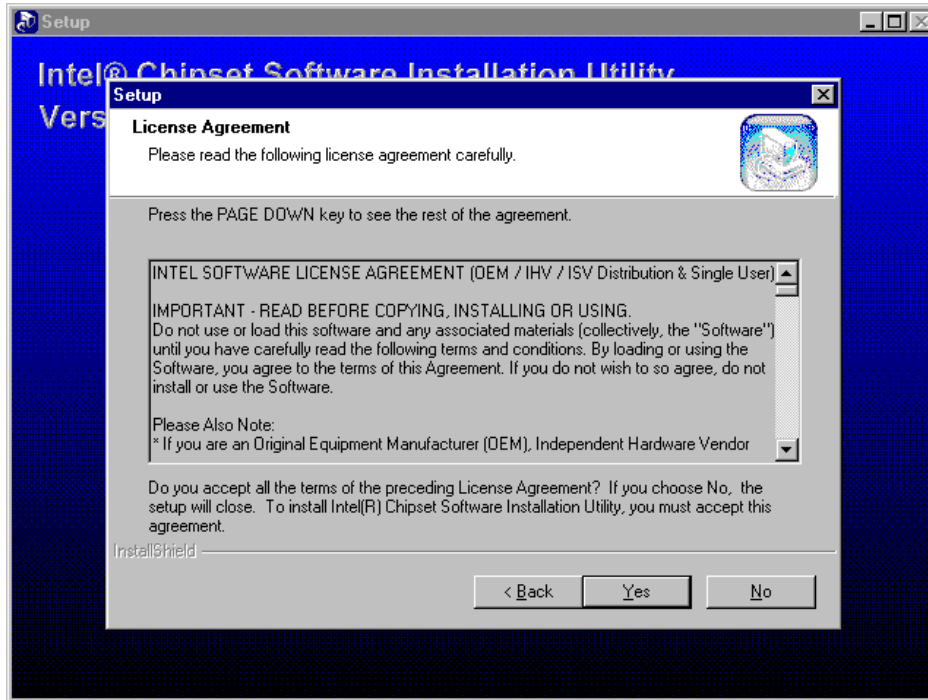 Setup
Intel® Chipset Software Installation Utility
Vers
Setup
License Agreement
Please read the following license agreement carefully.
Press the PAGE DOWN key to see the rest of the agreement.
INTEL SOFTWARE LICENSE AGREEMENT (OEM / IHV / ISV Distribution & Single User)
IMPORTANT - READ BEFORE COPYING, INSTALLING OR USING.
Do not use or load this software and any associated materials (collectively, the "Software")
until you have carefully read the following terms and conditions. By loading or using the
Software, you agree to the terms of this Agreement. If you do not wish to so agree, do not
install or use the Software.
Please Also Note:
* If you are an Original Equipment Manufacturer (OEM), Independent Hardware Vendor
Do you accept all the terms of the preceding License Agreement? If you choose No, the
setup will close. To install Intel(R) Chipset Software Installation Utility, you must accept this
agreement.
InstallShield
< Back
Yes
No